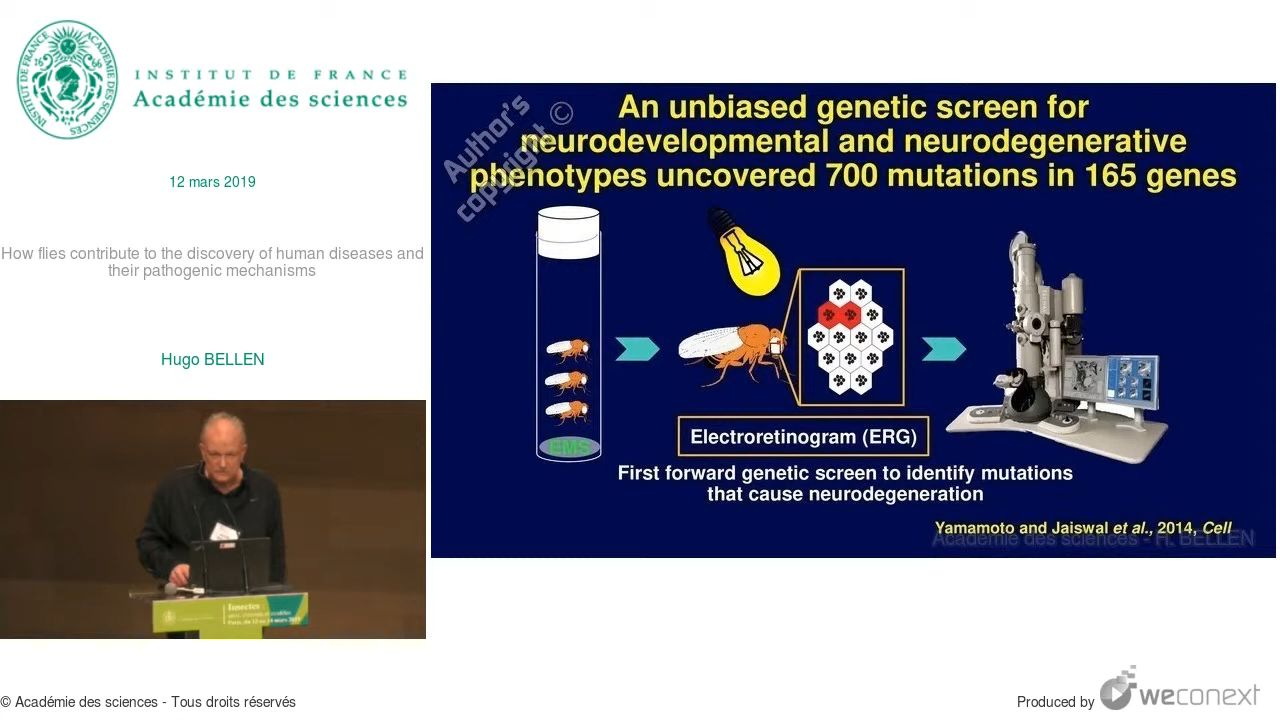 INSTITUT DE FRANCE
Académie des sciences
12 mars 2019
How flies contribute to the discovery of human diseases and
their pathogenic mechanisms
Hugo BELLEN
Insectes
© Académie des sciences - Tous droits réservés
Author's
copyright ©
An unbiased genetic screen for
neurodevelopmental and neurodegenerative
phenotypes uncovered 700 mutations in 165 genes
EMS
Electroretinogram (ERG)
First forward genetic screen to identify mutations
that cause neurodegeneration
Yamamoto and Jaiswal et al., 2014, Cell
Académie des sciences - H. BELLEN
Produced by weconext